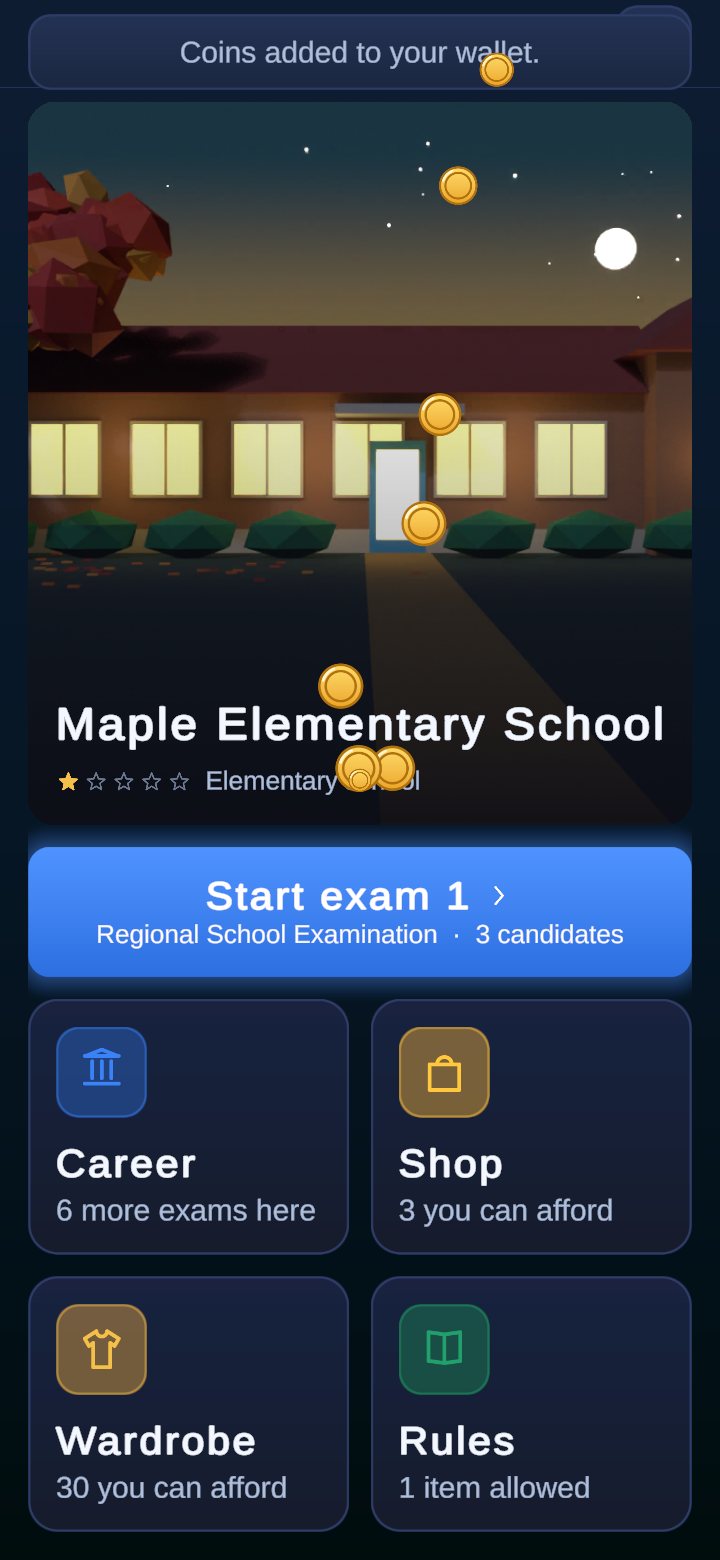 Coins added to your wallet.
Maple Elementary School
Elementary
Start exam 1
Regional School Examination · 3 candidates
Career
6 more exams here
Shop
3 you can afford
Wardrobe
30 you can afford
Rules
1 item allowed